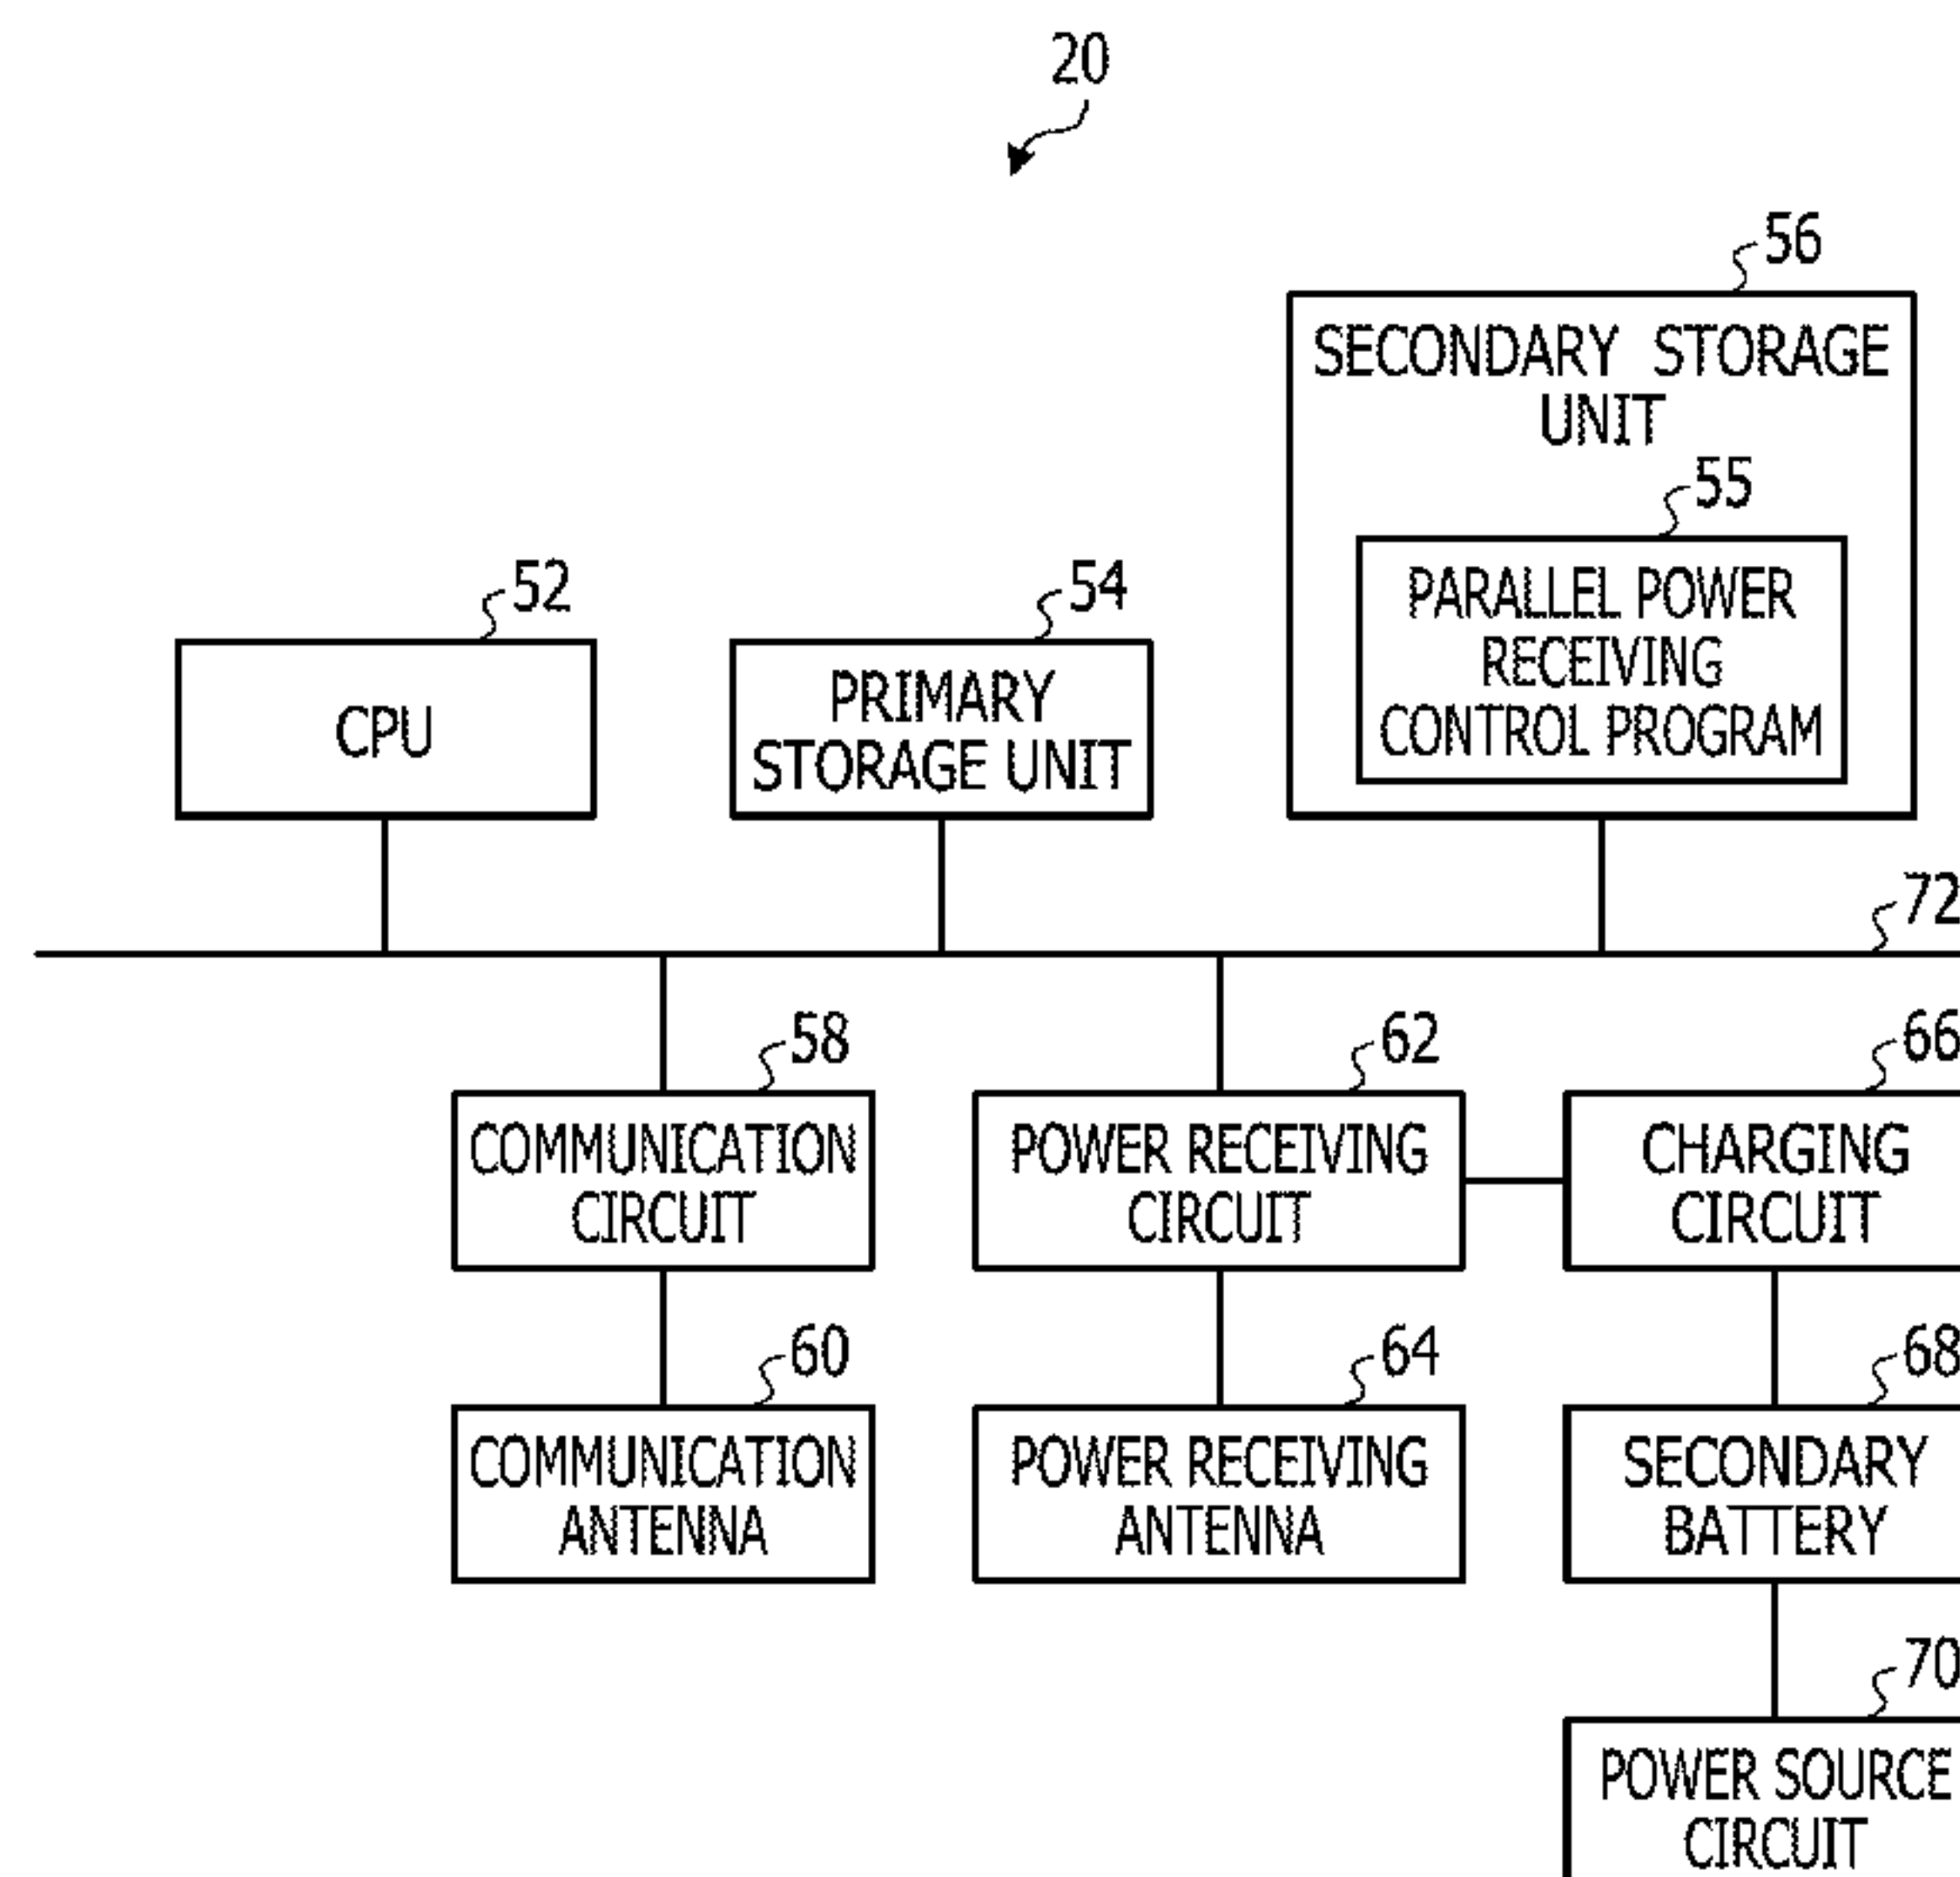 20
56
SECONDARY STORAGE
UNIT
55
PARALLEL POWER
RECEIVING
CONTROL PROGRAM
52
CPU
54
PRIMARY
STORAGE UNIT
72
58
COMMUNICATION
CIRCUIT
62
POWER RECEIVING
CIRCUIT
66
CHARGING
CIRCUIT
60
COMMUNICATION
ANTENNA
64
POWER RECEIVING
ANTENNA
68
SECONDARY
BATTERY
70
POWER SOURCE
CIRCUIT